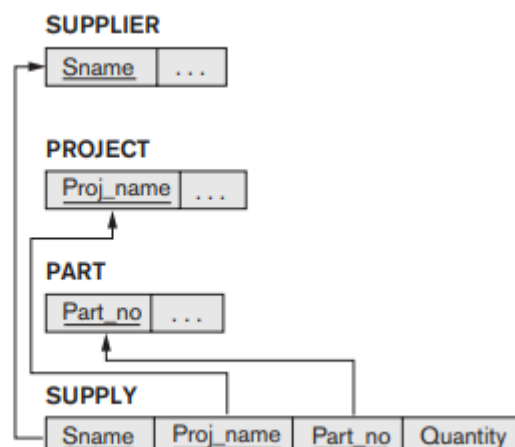 SUPPLIER
Sname ...
PROJECT
Proj_name ...
PART
Part_no ...
SUPPLY
Sname Proj_name Part_no Quantity